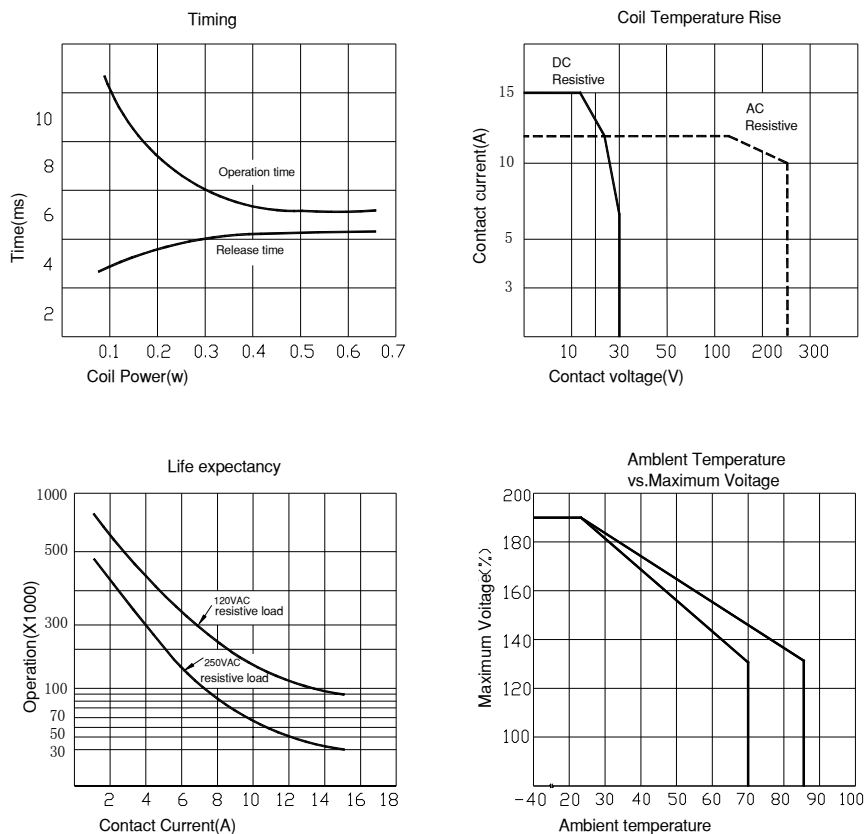 Timing
10
8
6
4
2
Time(ms)
Operation time
Release time
0.1 0.2 0.3 0.4 0.5 0.6 0.7
Coil Power(w)
Coil Temperature Rise
DC
Resistive
AC
Resistive
15
10
5
3
Contact current(A)
10 30 50 100 200 300
Contact voltage(V)
Life expectancy
1000
500
300
100
70
50
30
Operation(X1000)
120VAC
resistive load
250VAC
resistive load
2 4 6 8 10 12 14 16 18
Contact Current(A)
Amblent Temperature
vs.Maximum Voltage
200
180
160
140
120
100
Maximum Voitage(%)
-40 20 30 40 50 60 70 80 90 100
Ambient temperature